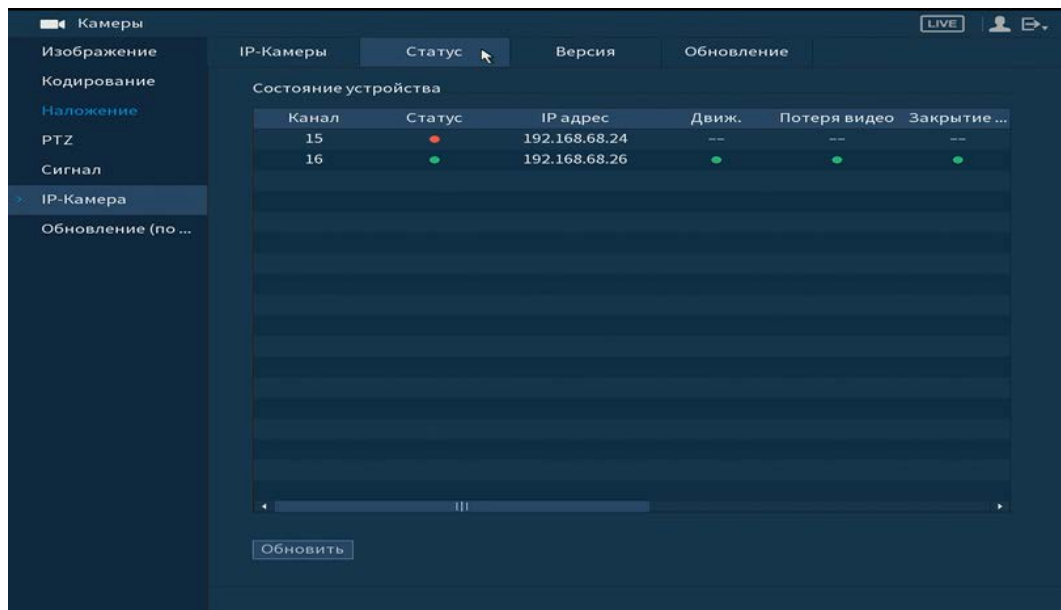 Камеры LIVE
Изображение
Кодирование
Наложение
PTZ
Сигнал
IP-Камера
Обновление (по ...
IP-Камеры Статус Версия Обновление
Состояние устройства
Канал Статус IP адрес Движ. Потеря видео Закрытие ...
15 192.168.68.24 -- -- --
16 192.168.68.26
Обновить